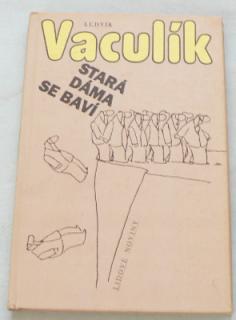 LUDVÍK
Vaculík
STARÁ
DÁMA
SE BAVÍ
LIDOVÉ NOVINY